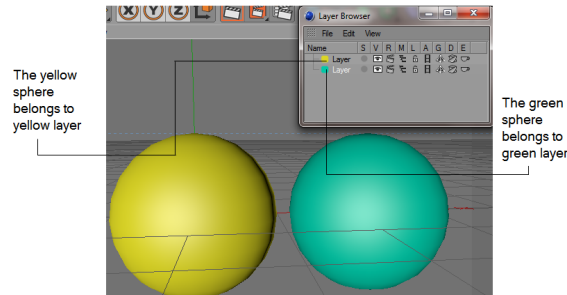 X Y Z
Layer Browser
File Edit View
Name S V R M L A G D E
Layer
Layer
The yellow
sphere
belongs to
yellow layer
The green
sphere
belongs to
green layer